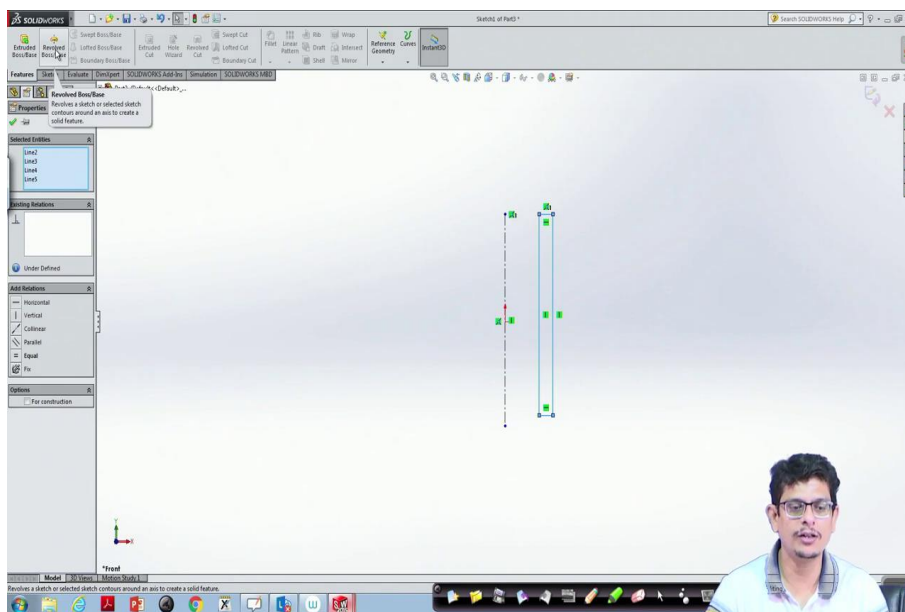 SOLIDWORKS
Sketch1 of Part3 *
Search SOLIDWORKS Help
Extruded Boss/Base
Revolved Boss/Base
Swept Boss/Base
Lofted Boss/Base
Boundary Boss/Base
Extruded Cut
Hole Wizard
Revolved Cut
Swept Cut
Lofted Cut
Boundary Cut
Fillet
Linear Pattern
Rib
Draft
Shell
Wrap
Intersect
Mirror
Reference Geometry
Curves
Instant3D
Features
Evaluate
DimXpert
SOLIDWORKS Add-Ins
Simulation
SOLIDWORKS MBD
Revolved Boss/Base
Revolves a sketch or selected sketch
contours around an axis to create a
solid feature.
Properties
Selected Entities
Line2
Line3
Line4
Line5
Existing Relations
Under Defined
Add Relations
Horizontal
Vertical
Collinear
Parallel
Equal
Fix
Options
For construction
Y
X
*Front
Model
3D Views
Motion Study 1
Revolves a sketch or selected sketch contours around an axis to create a solid feature.